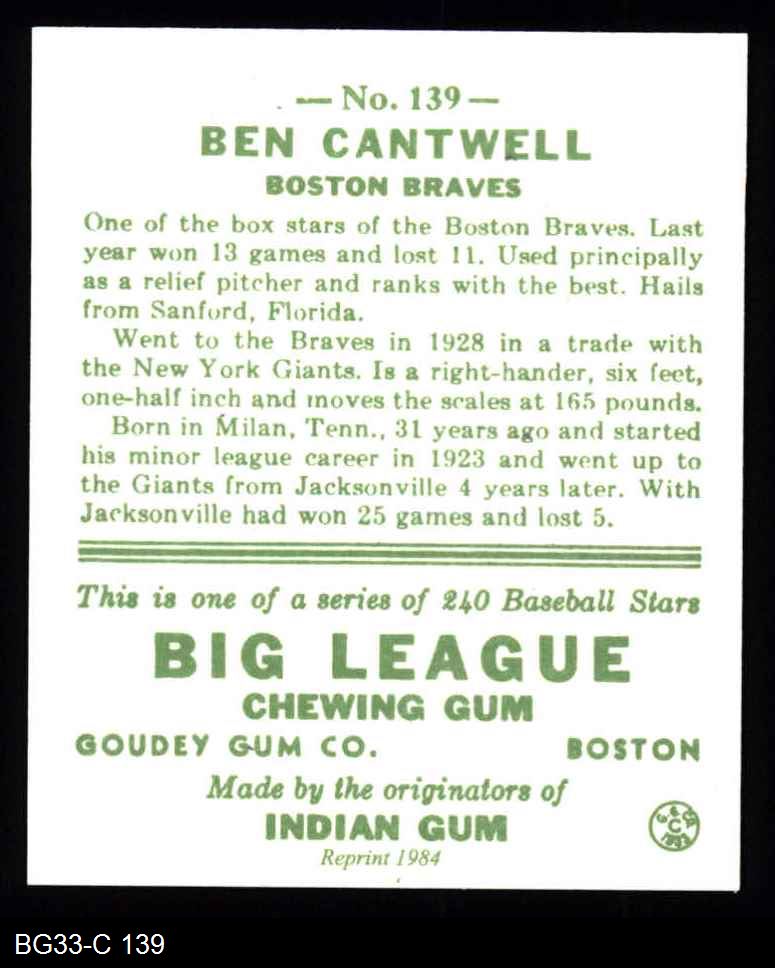 — No. 139 —
BEN CANTWELL
BOSTON BRAVES
One of the box stars of the Boston Braves. Last
year won 13 games and lost 11. Used principally
as a relief pitcher and ranks with the best. Hails
from Sanford, Florida.
Went to the Braves in 1928 in a trade with
the New York Giants. Is a right-hander, six feet,
one-half inch and moves the scales at 165 pounds.
Born in Milan, Tenn., 31 years ago and started
his minor league career in 1923 and went up to
the Giants from Jacksonville 4 years later. With
Jacksonville had won 25 games and lost 5.
This is one of a series of 240 Baseball Stars
BIG LEAGUE
CHEWING GUM
GOUDEY GUM CO. BOSTON
Made by the originators of
INDIAN GUM
Reprint 1984
C
1933
BG33-C 139